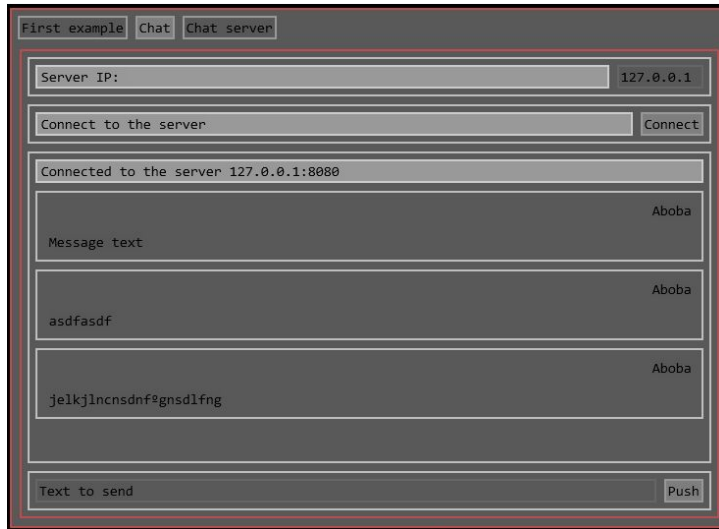 First example Chat Chat server
Server IP: 127.0.0.1
Connect to the server Connect
Connected to the server 127.0.0.1:8080
Aboba
Message text
Aboba
asdfasdf
Aboba
jelkjlncnsdnfºgnsdlfng
Text to send Push